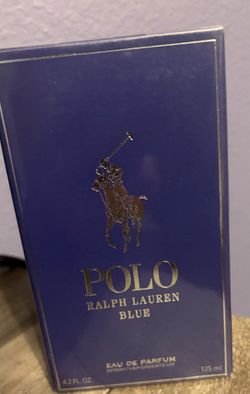 POLO
RALPH LAUREN
BLUE
EAU DE PARFUM
SPRAY/VAPORISATEUR
4.2 FL. OZ. 125 ml